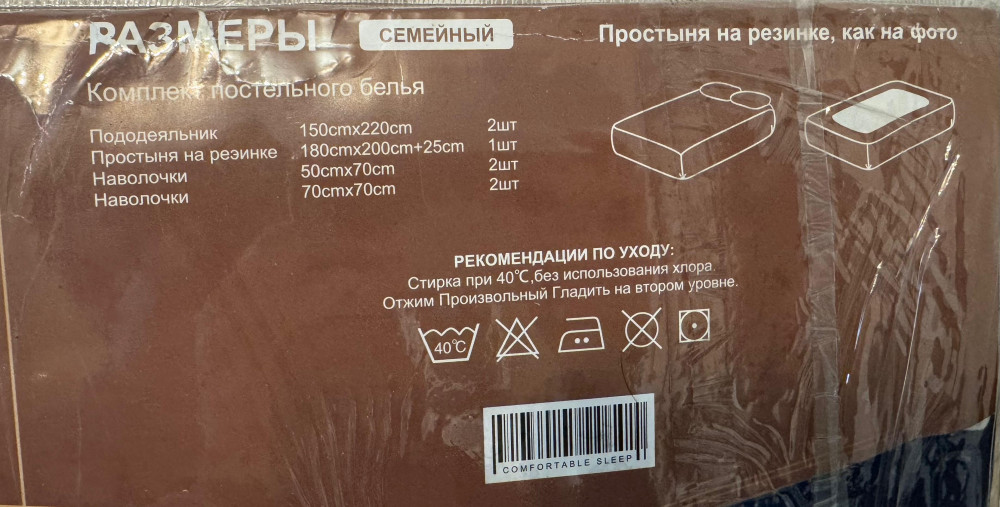 РАЗМЕРЫ СЕМЕЙНЫЙ
Простыня на резинке, как на фото
Комплект постельного белья
Пододеяльник 150cmx220cm 2шт
Простыня на резинке 180cmx200cm+25cm 1шт
Наволочки 50cmx70cm 2шт
Наволочки 70cmx70cm 2шт
РЕКОМЕНДАЦИИ ПО УХОДУ:
Стирка при 40℃,без использования хлора.
Отжим Произвольный Гладить на втором уровне.
40℃
COMFORTABLE SLEEP